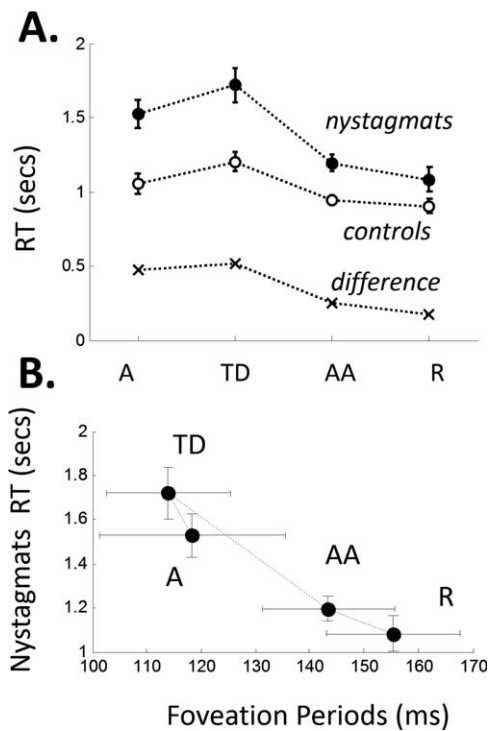 A.
2
1.5
nystagmats
1
controls
0.5
difference
0
RT (secs)
A TD AA R
B.
2
TD
1.8
1.6
A
1.4
AA
1.2
R
1
Nystagmats RT (secs)
100 110 120 130 140 150 160 170
Foveation Periods (ms)